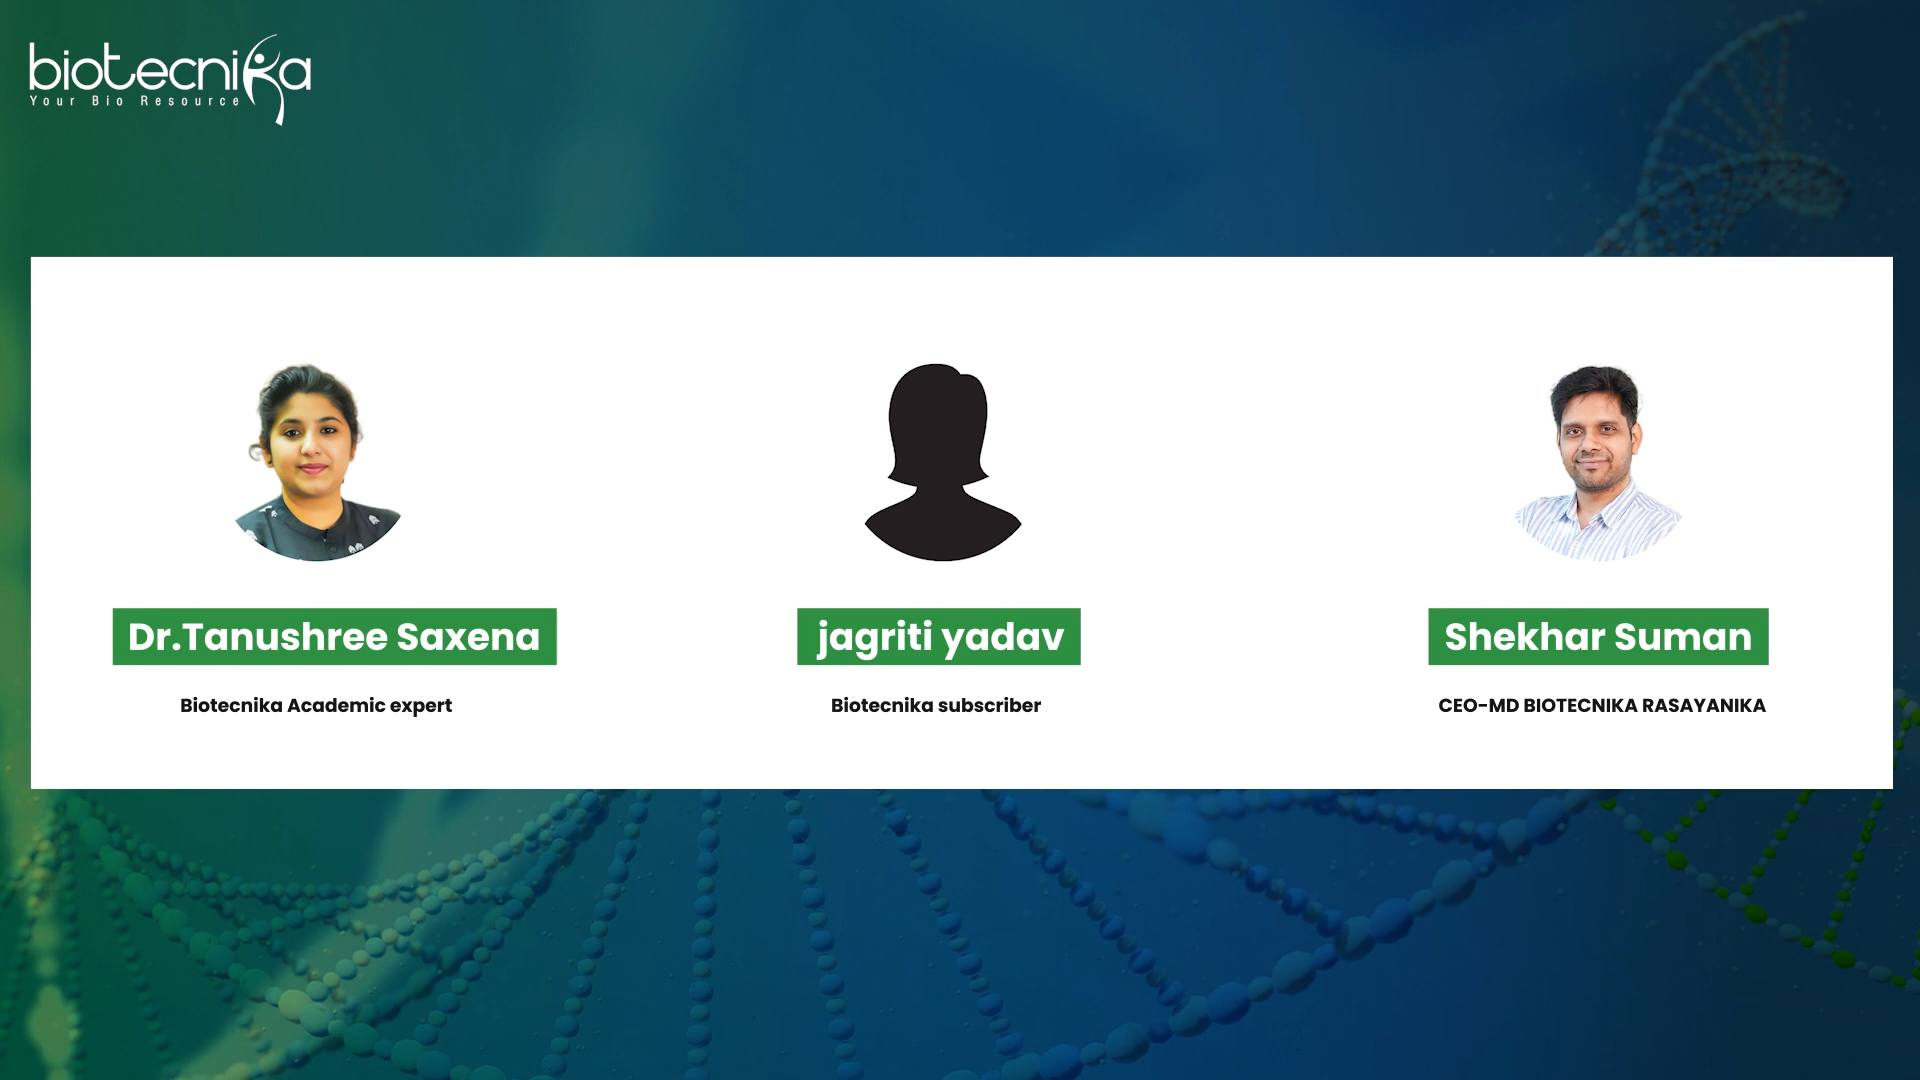 biotecnika
Your Bio Resource
Dr.Tanushree Saxena
jagriti yadav
Shekhar Suman
Biotecnika Academic expert
Biotecnika subscriber
CEO-MD BIOTECNIKA RASAYANIKA